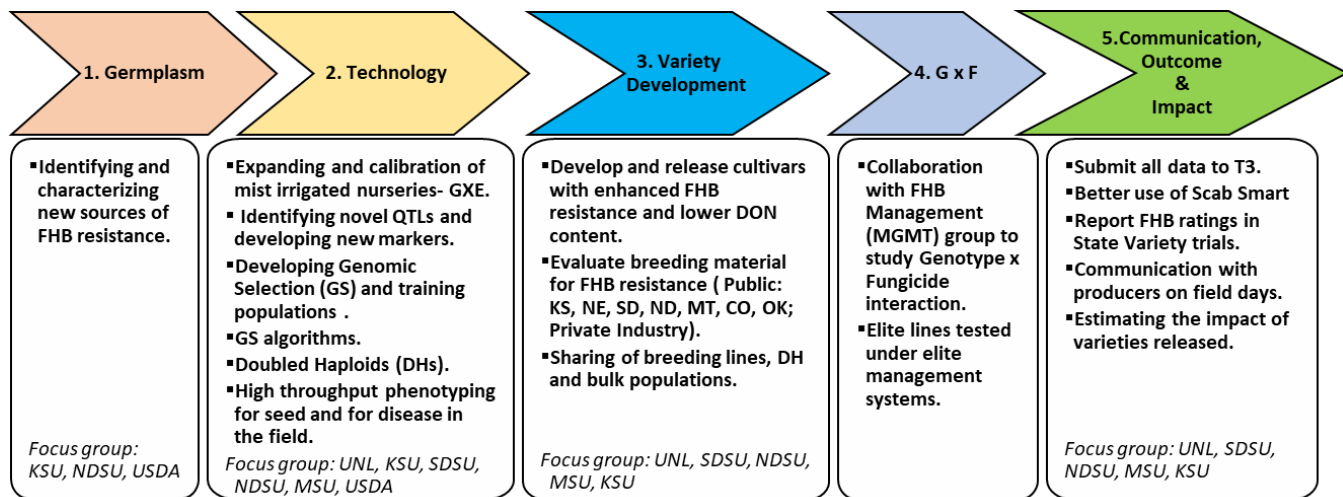 1. Germplasm
2. Technology
3. Variety
Development
4. G x F
5.Communication,
Outcome
&
Impact
▪Identifying and
characterizing
new sources of
FHB resistance.
Focus group:
KSU, NDSU, USDA
▪Expanding and calibration of
mist irrigated nurseries- GXE.
▪ Identifying novel QTLs and
developing new markers.
▪Developing Genomic
Selection (GS) and training
populations .
▪GS algorithms.
▪Doubled Haploids (DHs).
▪High throughput phenotyping
for seed and for disease in
the field.
Focus group: UNL, KSU, SDSU,
NDSU, MSU, USDA
▪Develop and release cultivars
with enhanced FHB
resistance and lower DON
content.
▪Evaluate breeding material
for FHB resistance ( Public:
KS, NE, SD, ND, MT, CO, OK;
Private Industry).
▪Sharing of breeding lines, DH
and bulk populations.
Focus group: UNL, SDSU, NDSU,
MSU, KSU
▪Collaboration
with FHB
Management
(MGMT) group to
study Genotype x
Fungicide
interaction.
▪Elite lines tested
under elite
management
systems.
▪Submit all data to T3.
▪Better use of Scab Smart
▪Report FHB ratings in
State Variety trials.
▪Communication with
producers on field days.
▪Estimating the impact of
varieties released.
Focus group: UNL, SDSU,
NDSU, MSU, KSU